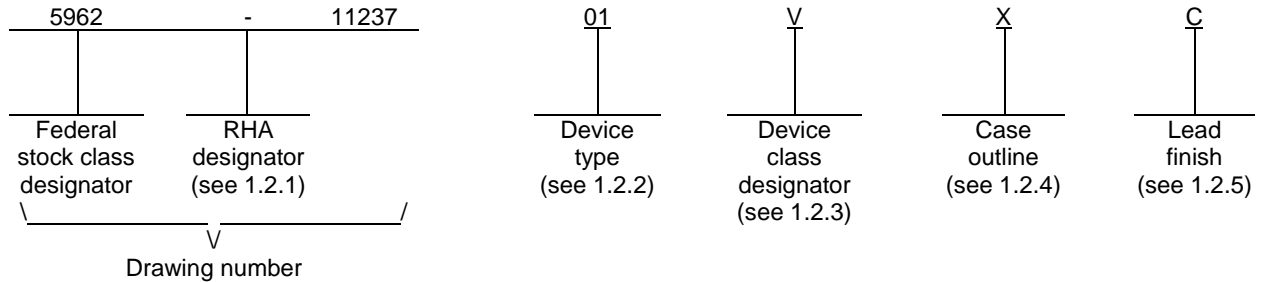 5962 - 11237 01 V X C
Federal stock class designator
RHA designator (see 1.2.1)
Device type (see 1.2.2)
Device class designator (see 1.2.3)
Case outline (see 1.2.4)
Lead finish (see 1.2.5)
\ /
\/
Drawing number